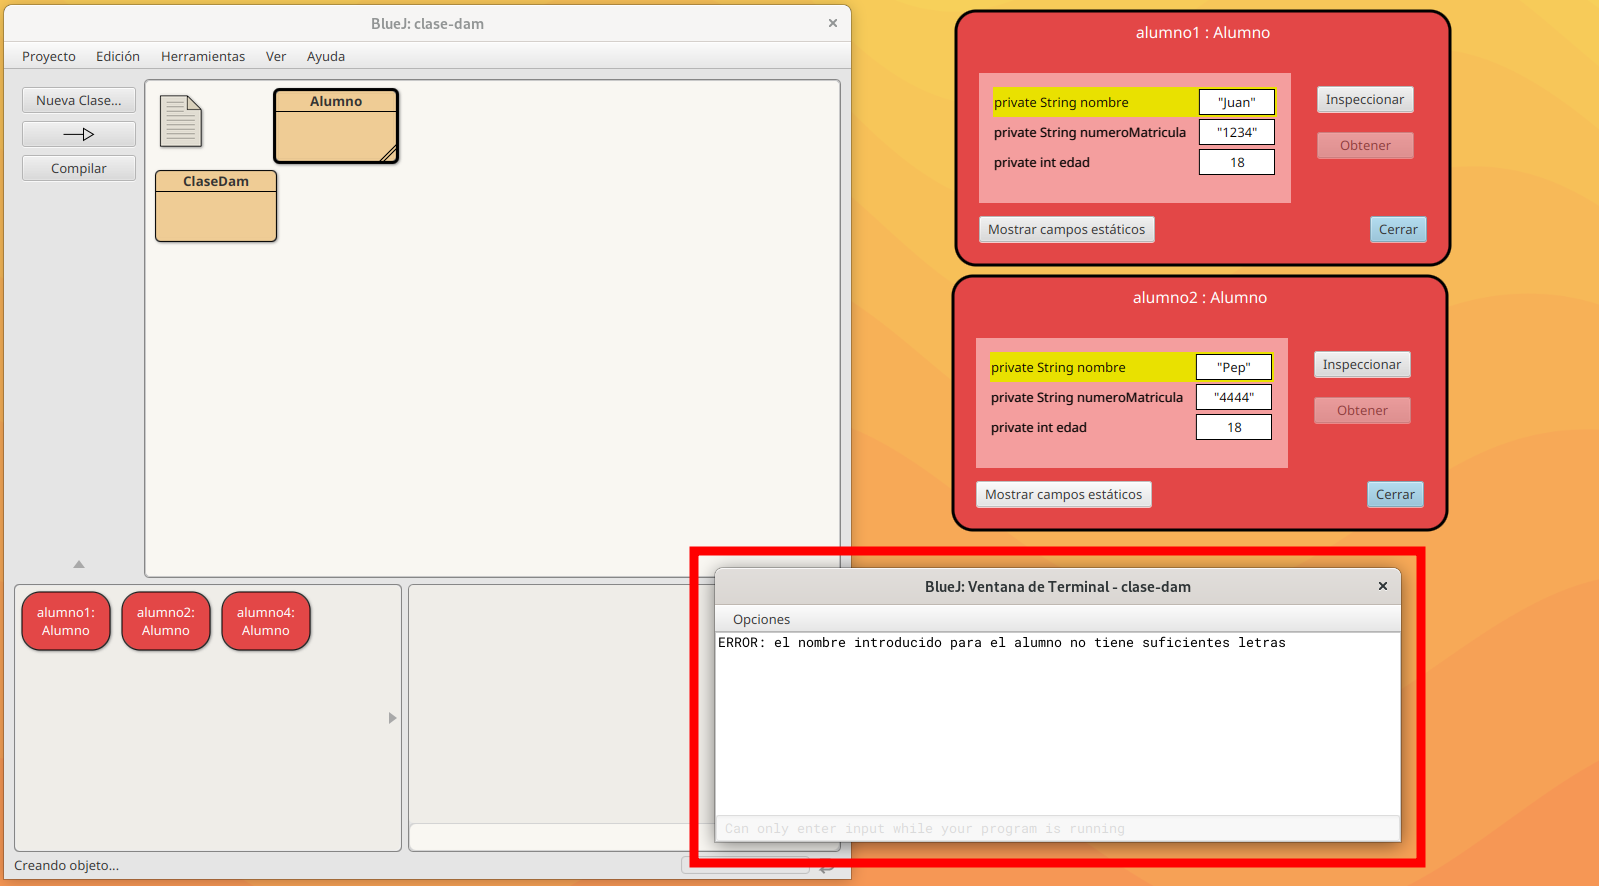 BlueJ: clase-dam
Proyecto Edición Herramientas Ver Ayuda
Nueva Clase...
Compilar
Alumno
ClaseDam
alumno1:
Alumno
alumno2:
Alumno
alumno4:
Alumno
Creando objeto...
alumno1 : Alumno
private String nombre "Juan"
private String numeroMatricula "1234"
private int edad 18
Inspeccionar
Obtener
Mostrar campos estáticos
Cerrar
alumno2 : Alumno
private String nombre "Pep"
private String numeroMatricula "4444"
private int edad 18
Inspeccionar
Obtener
Mostrar campos estáticos
Cerrar
BlueJ: Ventana de Terminal - clase-dam
Opciones
ERROR: el nombre introducido para el alumno no tiene suficientes letras
Can only enter input while your program is running